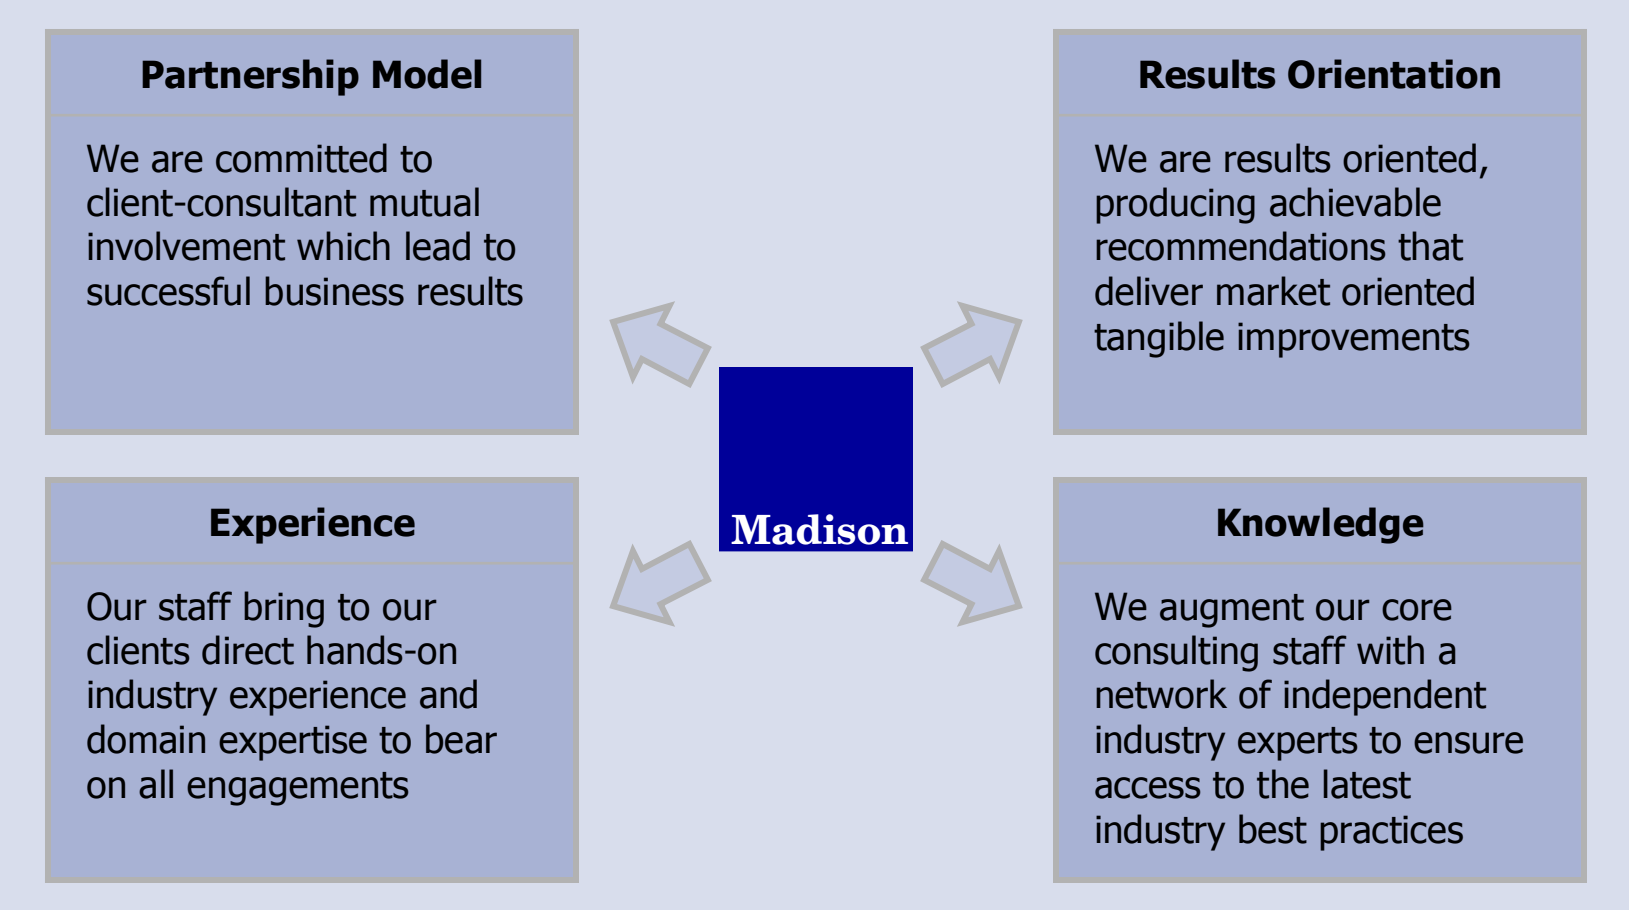 Partnership Model
We are committed to
client-consultant mutual
involvement which lead to
successful business results
Results Orientation
We are results oriented,
producing achievable
recommendations that
deliver market oriented
tangible improvements
Madison
Experience
Our staff bring to our
clients direct hands-on
industry experience and
domain expertise to bear
on all engagements
Knowledge
We augment our core
consulting staff with a
network of independent
industry experts to ensure
access to the latest
industry best practices